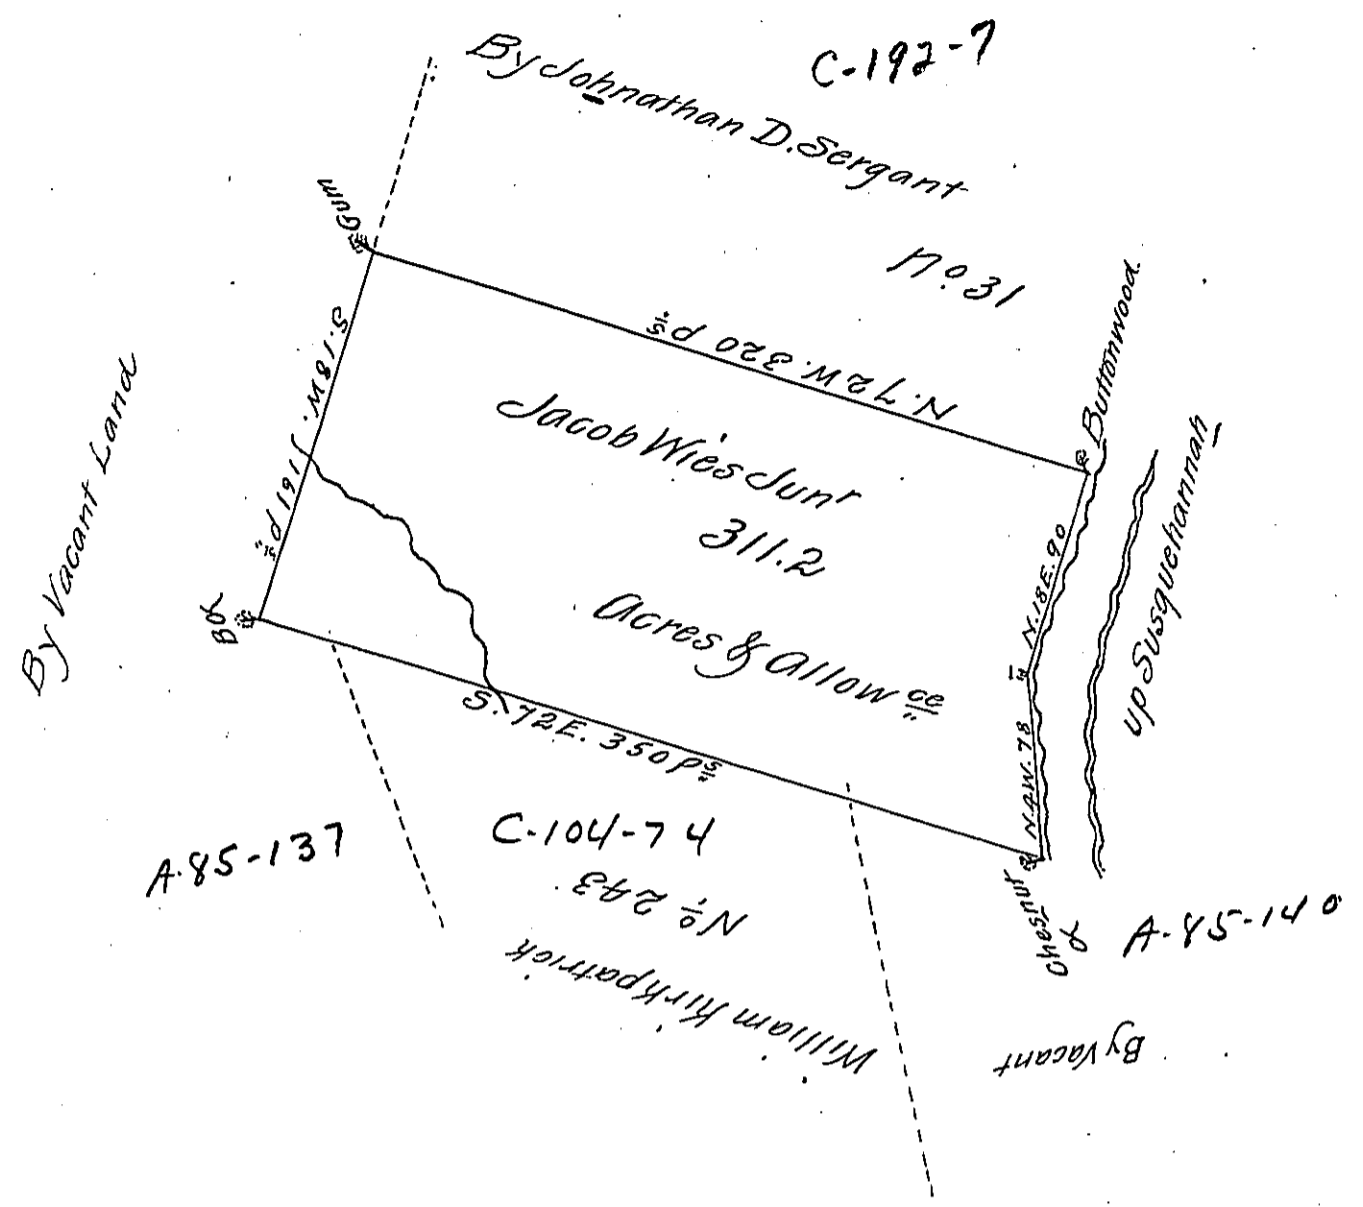 C-192-7
By Johnathan D. Sergant
no. 31
Gum
Buttonwood.
N. 72 W. 320 Ps
S. 18 W. 161 Ps
By Vacant Land
Jacob Wies Junr
311.2
Acres & Allowce
N. 18 E. 90
N. 4 W. 78
up Susquehannah
S. 72 E. 350 Ps
A-85-137
C-104-74
No. 243
William Kirkpatrick
Chesnut
A-85-140
By Vacant